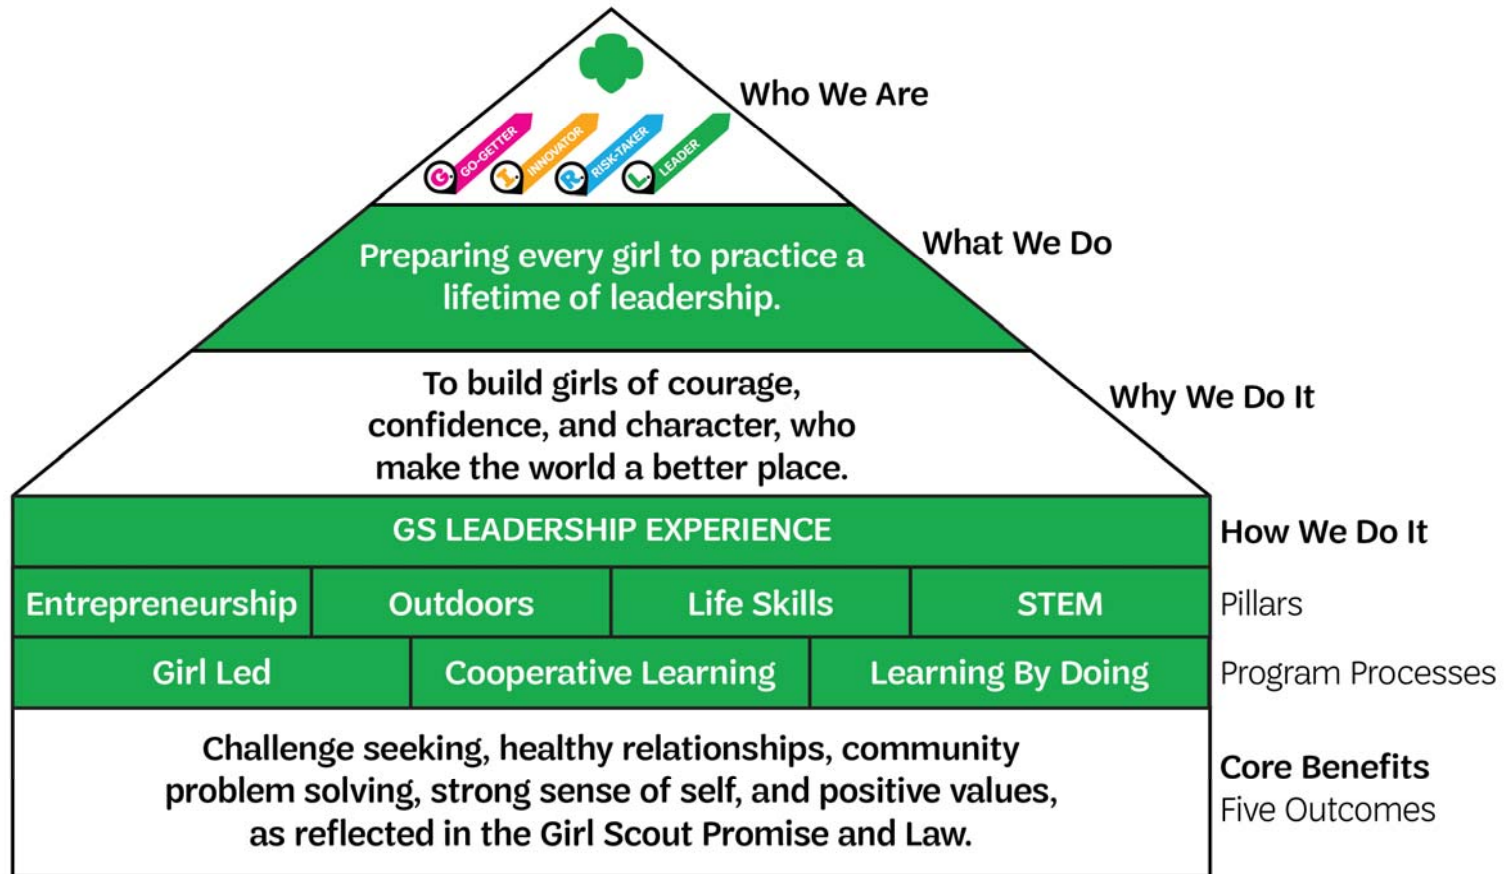 Who We Are
G. GO-GETTER
I. INNOVATOR
R. RISK-TAKER
L. LEADER
Preparing every girl to practice a
lifetime of leadership.
What We Do
To build girls of courage,
confidence, and character, who
make the world a better place.
Why We Do It
GS LEADERSHIP EXPERIENCE
How We Do It
Entrepreneurship
Outdoors
Life Skills
STEM
Pillars
Girl Led
Cooperative Learning
Learning By Doing
Program Processes
Challenge seeking, healthy relationships, community
problem solving, strong sense of self, and positive values,
as reflected in the Girl Scout Promise and Law.
Core Benefits
Five Outcomes